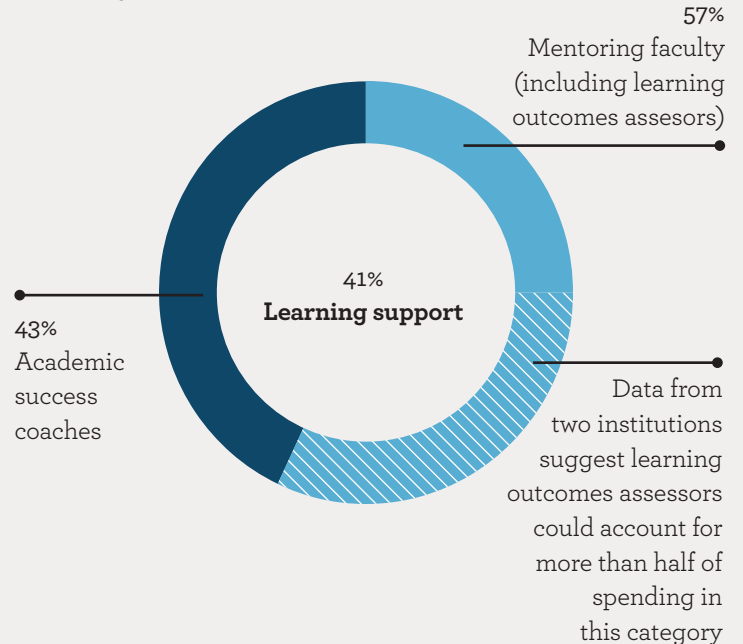 57%
Mentoring faculty
(including learning
outcomes assesors)
41%
Learning support
43%
Academic
success
coaches
Data from
two institutions
suggest learning
outcomes assessors
could account for
more than half of
spending in
this category